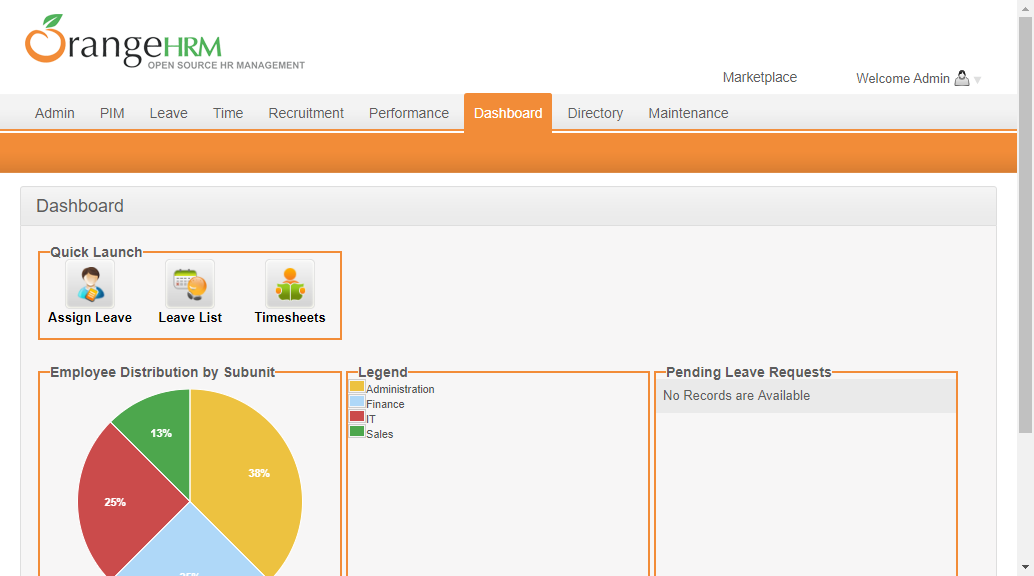 OrangeHRM
OPEN SOURCE HR MANAGEMENT
Marketplace
Welcome Admin
Admin PIM Leave Time Recruitment Performance Dashboard Directory Maintenance
Dashboard
Quick Launch
Assign Leave Leave List Timesheets
Employee Distribution by Subunit
13%
38%
25%
Legend
Administration
Finance
IT
Sales
Pending Leave Requests
No Records are Available